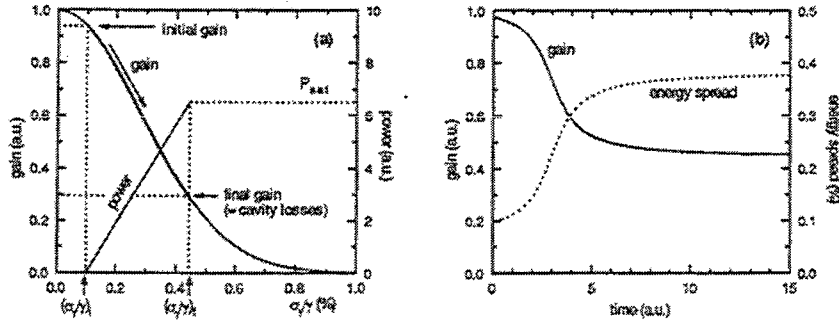 1.0
0.8
0.6
0.4
0.2
0.0
gain (a.u.)
initial gain
(a)
gain
P sat
power
final gain
(= cavity losses)
10
8
6
4
2
0
power (a.u.)
0.2
0.4
0.6
0.8
1.0
(σ/γ)i
(σ/γ)f
σ/γ (%)
1.0
0.8
0.6
0.4
0.2
0.0
gain (a.u.)
(b)
gain
energy spread
0.5
0.4
0.3
0.2
0.1
0.0
energy spread (%)
0
5
10
15
time (a.u.)